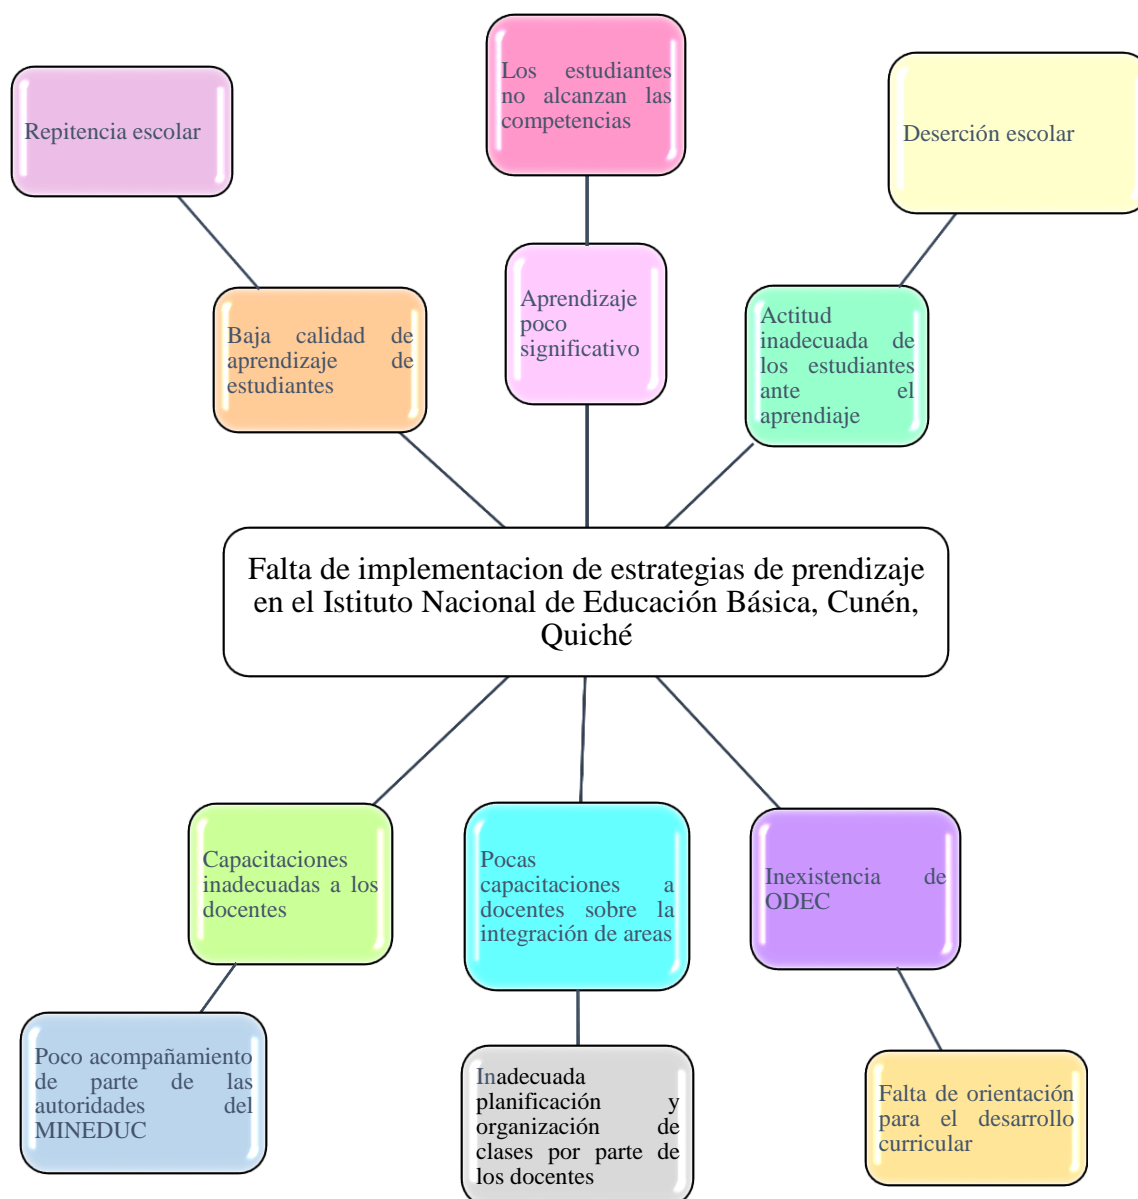 Los estudiantes
no alcanzan las
competencias
Repitencia escolar
Deserción escolar
Aprendizaje
poco
significativo
Baja calidad de
aprendizaje de
estudiantes
Actitud
inadecuada de
los estudiantes
ante el
aprendiaje
Falta de implementacion de estrategias de prendizaje
en el Istituto Nacional de Educación Básica, Cunén,
Quiché
Capacitaciones
inadecuadas a los
docentes
Pocas
capacitaciones a
docentes sobre la
integración de areas
Inexistencia de
ODEC
Poco acompañamiento
de parte de las
autoridades del
MINEDUC
Inadecuada
planificación y
organización de
clases por parte de
los docentes
Falta de orientación
para el desarrollo
curricular